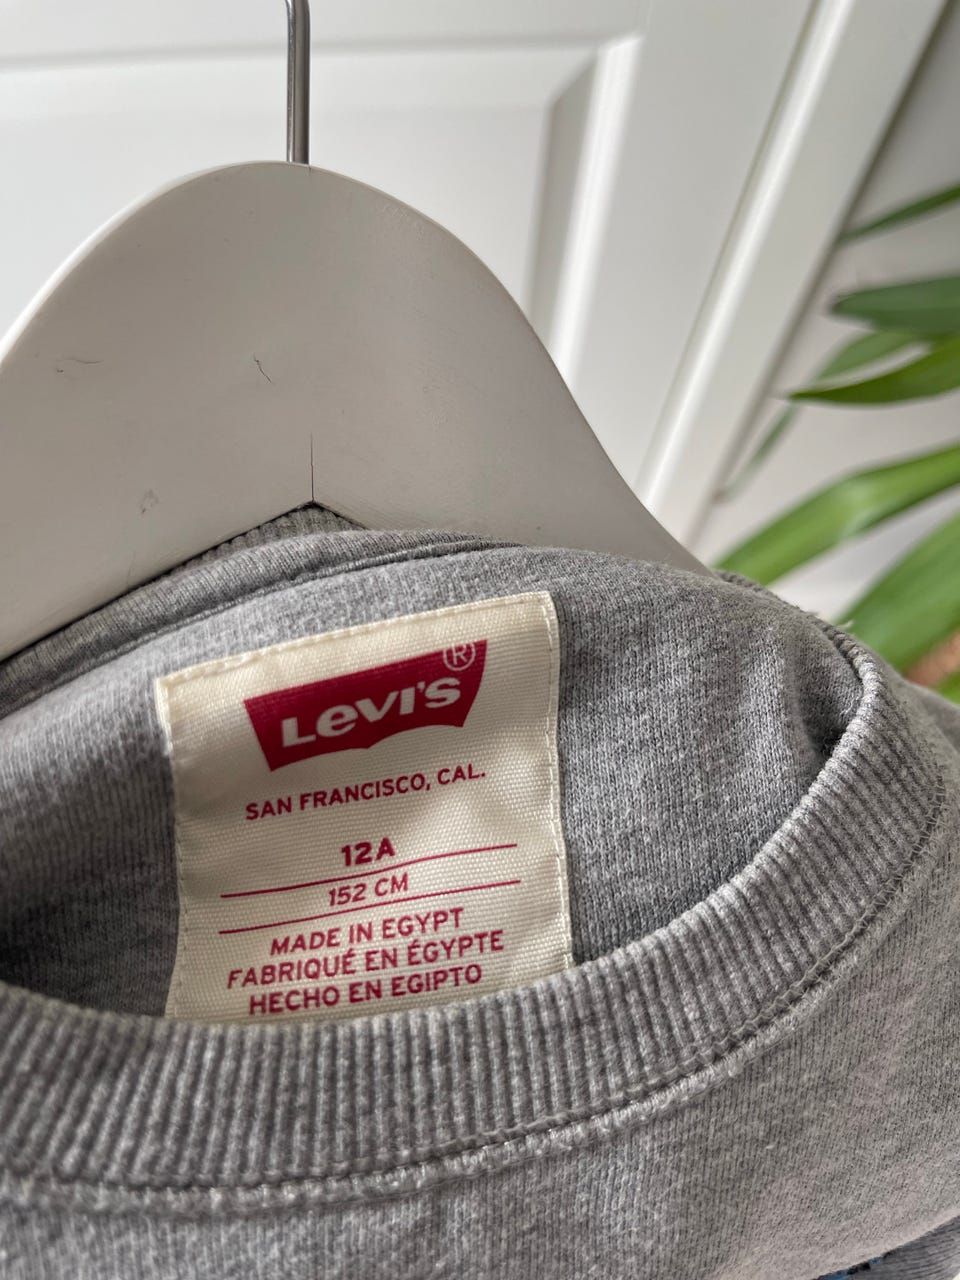 Levi's®
SAN FRANCISCO, CAL.
12A
152 CM
MADE IN EGYPT
FABRIQUÉ EN ÉGYPTE
HECHO EN EGIPTO